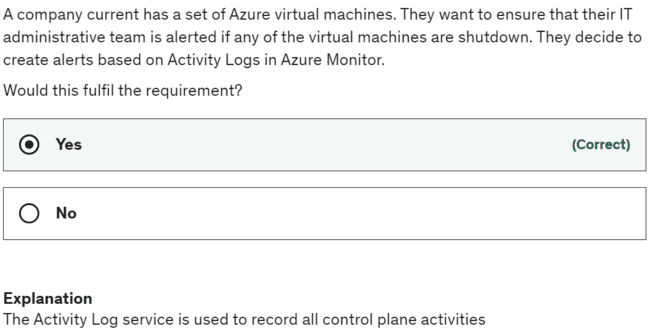 A company current has a set of Azure virtual machines. They want to ensure that their IT
administrative team is alerted if any of the virtual machines are shutdown. They decide to
create alerts based on Activity Logs in Azure Monitor.
Would this fulfil the requirement?
Yes (Correct)
No
Explanation
The Activity Log service is used to record all control plane activities